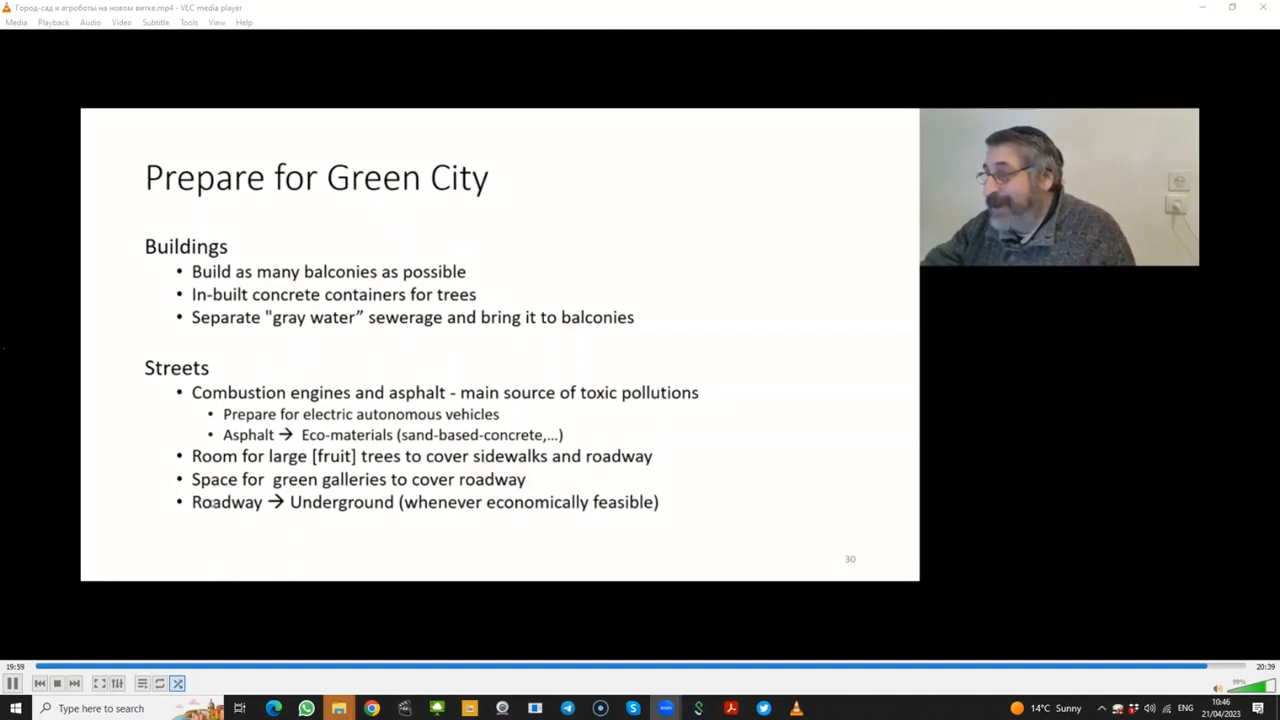 Город-сад и агроботы на новом витке.mp4 - VLC media player
Media Playback Audio Video Subtitle Tools View Help
Prepare for Green City
Buildings
• Build as many balconies as possible
• In-built concrete containers for trees
• Separate "gray water” sewerage and bring it to balconies
Streets
• Combustion engines and asphalt - main source of toxic pollutions
• Prepare for electric autonomous vehicles
• Asphalt → Eco-materials (sand-based-concrete,...)
• Room for large [fruit] trees to cover sidewalks and roadway
• Space for green galleries to cover roadway
• Roadway → Underground (whenever economically feasible)
30
19:59
20:39
99%
Type here to search
14°C Sunny
ENG
10:46
21/04/2023